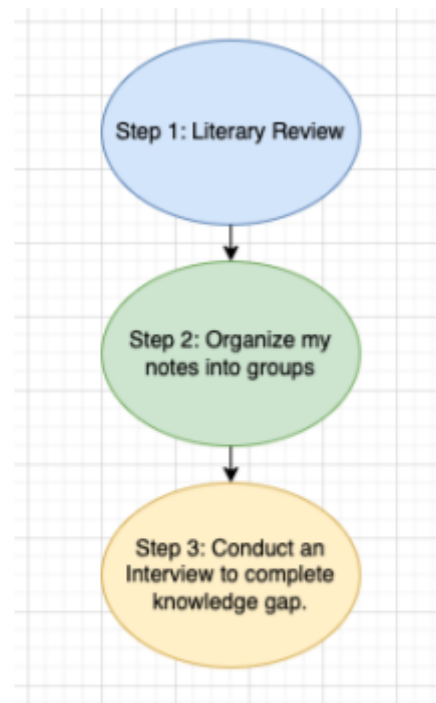 Step 1: Literary Review
Step 2: Organize my
notes into groups
Step 3: Conduct an
Interview to complete
knowledge gap.